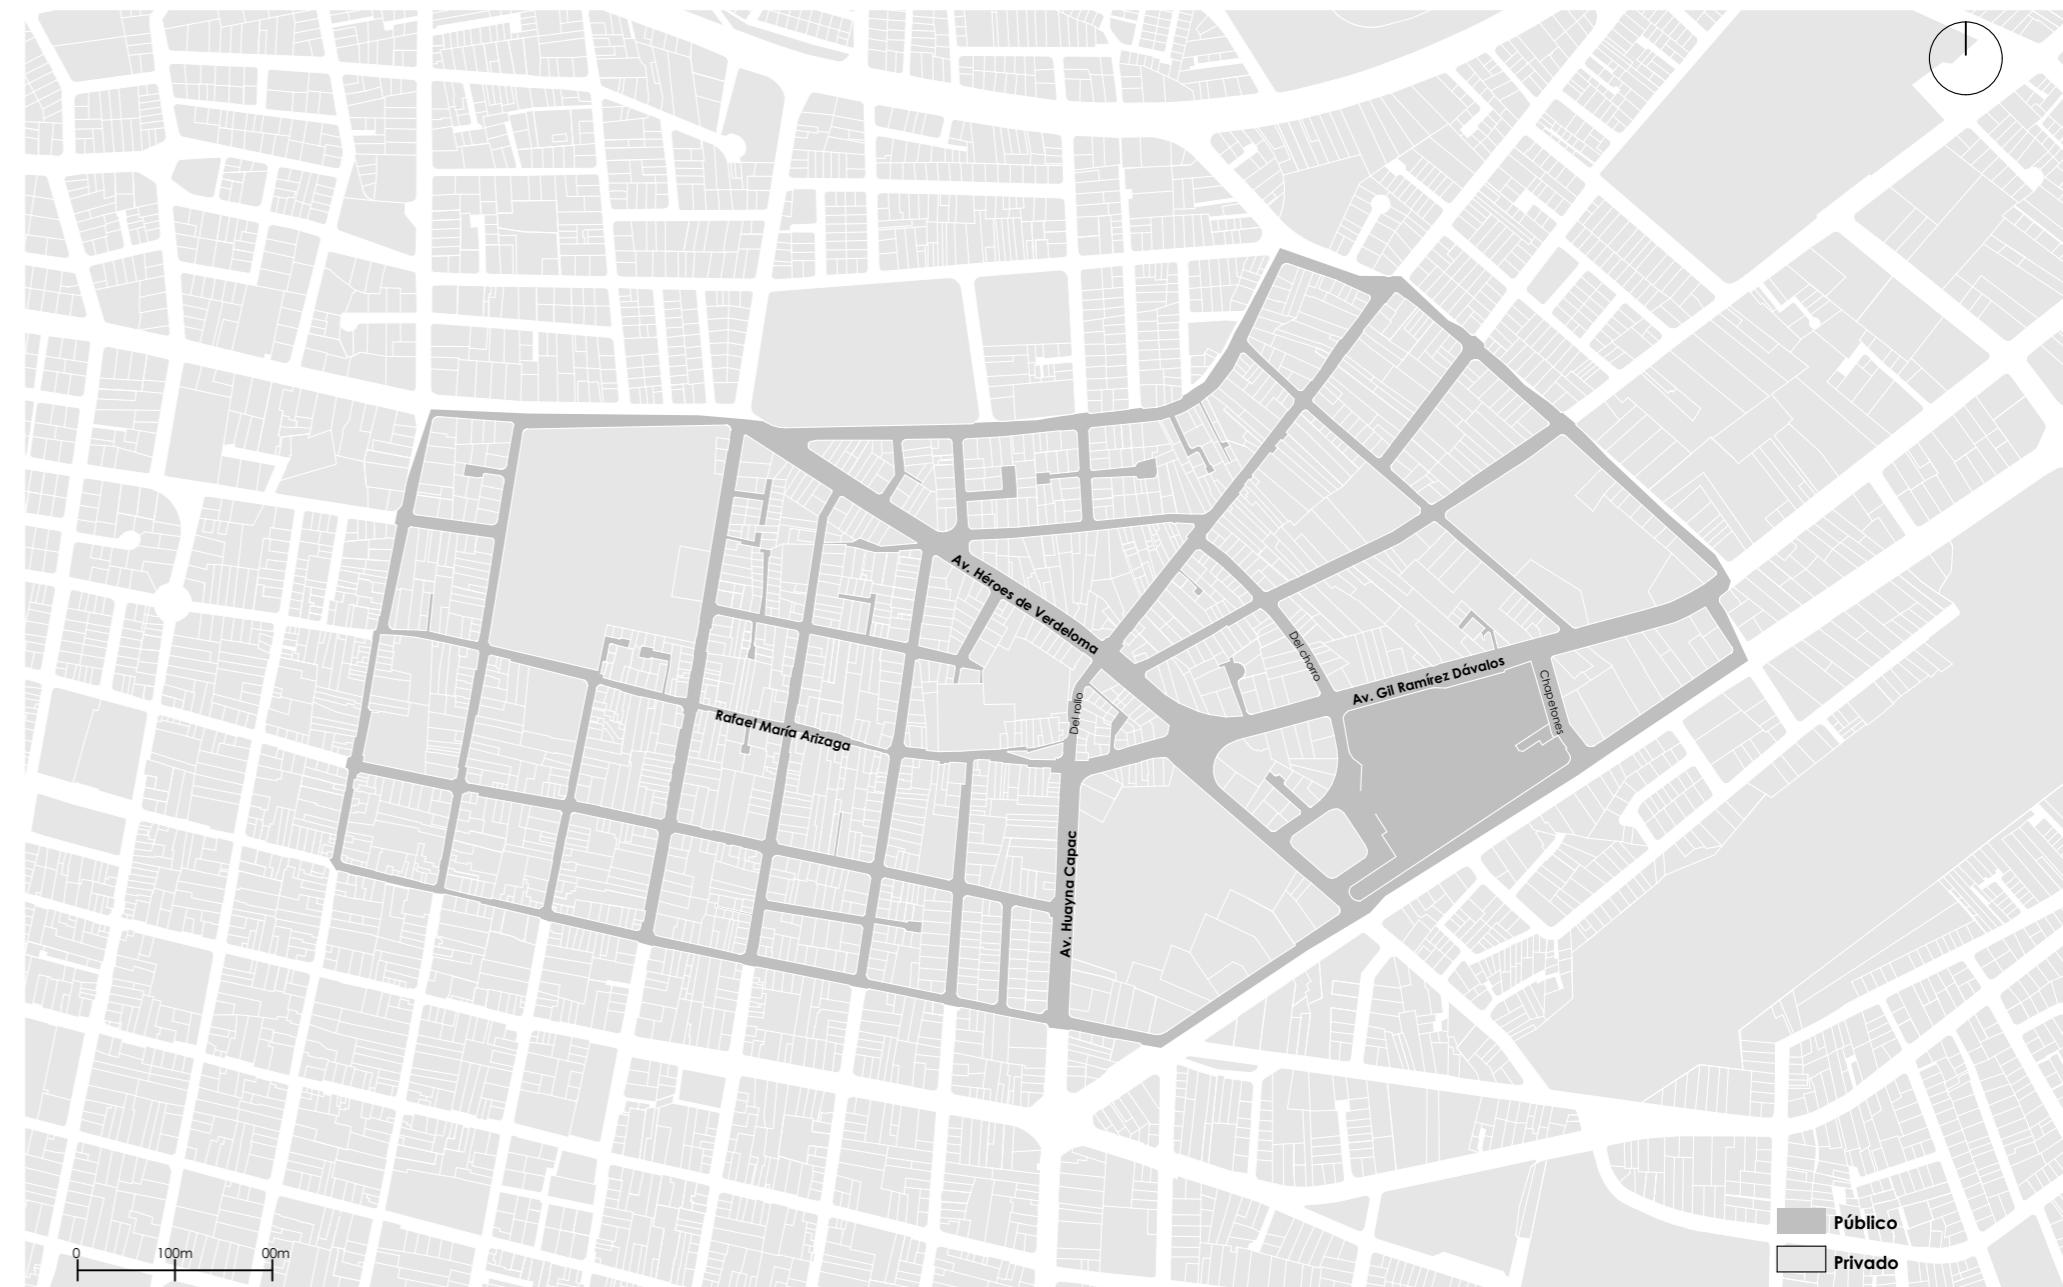 Av. Héroes de Verdeloma
Del chorro
Av. Gil Ramírez Dávalos
Chapetones
Del rollo
Rafael María Arizaga
Av. Huayna Capac
Público
Privado
0 100m 00m